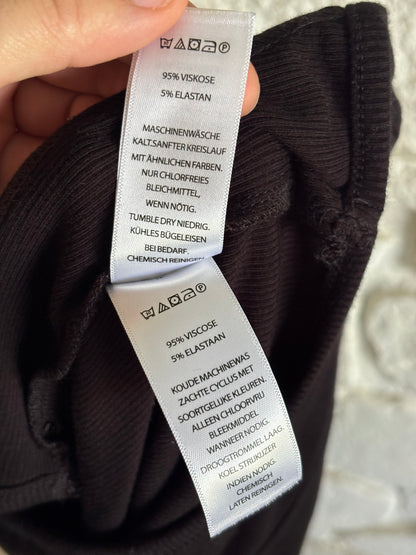 95% VISKOSE
5% ELASTAN
MASCHINENWÄSCHE
KALT.SANFTER KREISLAUF
MIT ÄHNLICHEN FARBEN.
NUR CHLORFREIES
BLEICHMITTEL,
WENN NÖTIG.
TUMBLE DRY NIEDRIG.
KÜHLES BÜGELEISEN
BEI BEDARF.
CHEMISCH REINIGEN.
95% VISCOSE
5% ELASTAAN
KOUDE MACHINEWAS
ZACHTE CYCLUS MET
SOORTGELIJKE KLEUREN.
ALLEEN CHLOORVRIJ
BLEEKMIDDEL
WANNEER NODIG.
DROOGTROMMEL LAAG.
KOEL STRIJKIJZER
INDIEN NODIG.
CHEMISCH
LATEN REINIGEN.